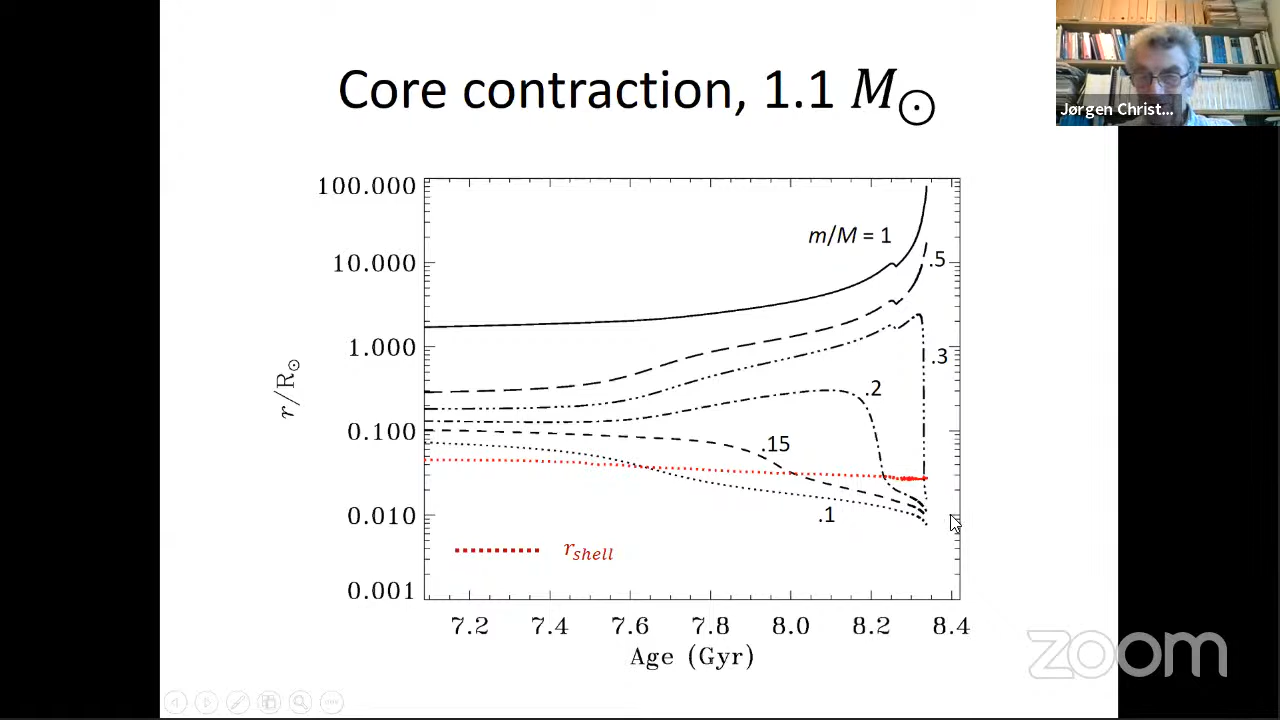 Core contraction, 1.1 M⊙
Jørgen Christ...
100.000
10.000
1.000
0.100
0.010
0.001
r/R⊙
m/M = 1
.5
.3
.2
.15
.1
r_shell
7.2 7.4 7.6 7.8 8.0 8.2 8.4
Age (Gyr)
zoom